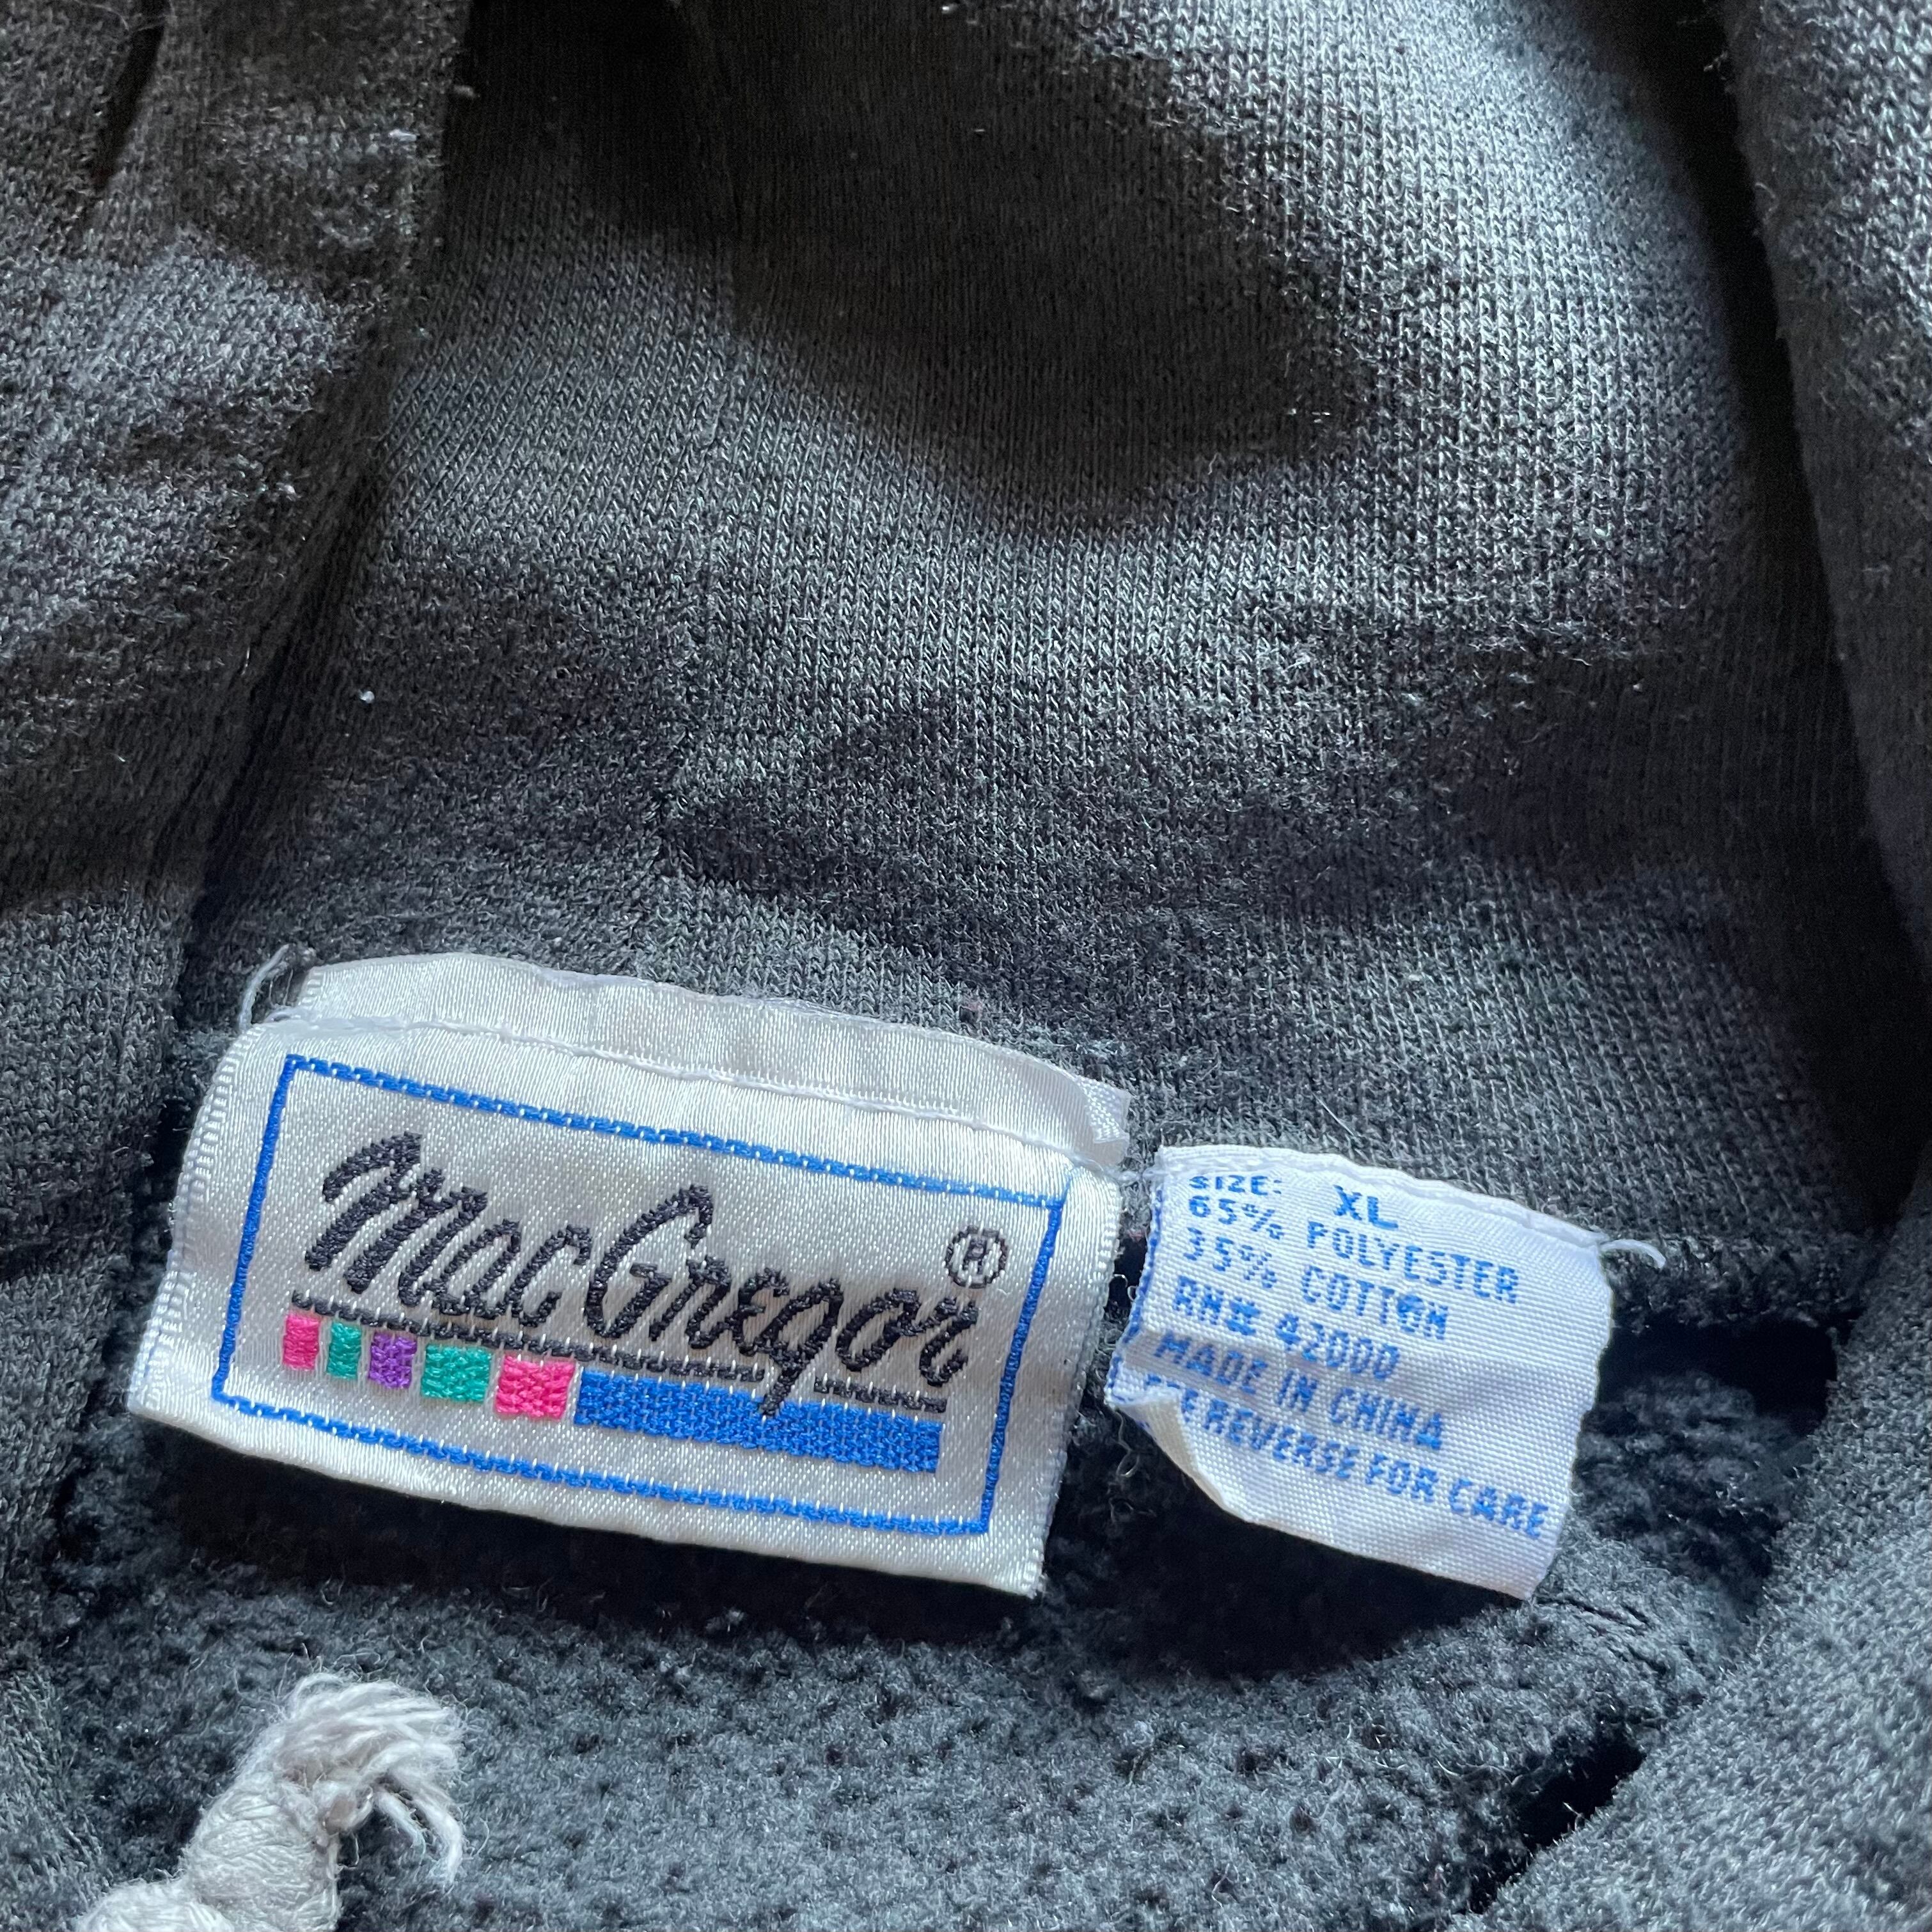 MacGregor®
SIZE: XL
65% POLYESTER
35% COTTON
RN# 42000
MADE IN CHINA
SEE REVERSE FOR CARE